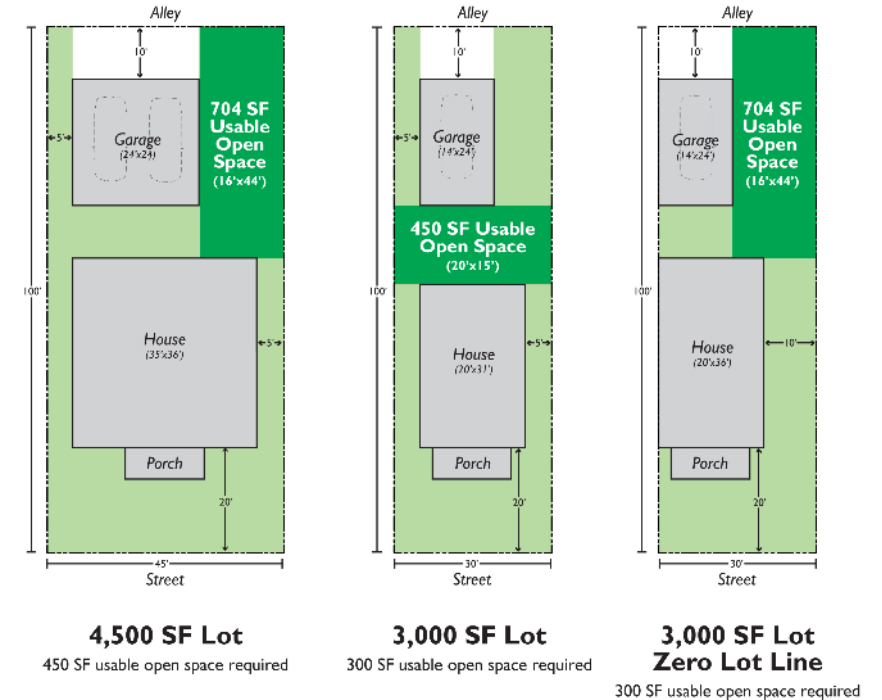 Alley
10'
704 SF
Usable
Open
Space
(16'x44')
5'
Garage
(24'x24')
100'
House
(35'x36')
5'
Porch
20'
45'
Street
4,500 SF Lot
450 SF usable open space required
Alley
10'
5'
Garage
(14'x24')
450 SF Usable
Open Space
(20'x15')
100'
House
(20'x31')
5'
Porch
20'
30'
Street
3,000 SF Lot
300 SF usable open space required
Alley
10'
704 SF
Usable
Open
Space
(16'x44')
Garage
(14'x24')
100'
House
(20'x36')
10'
Porch
20'
30'
Street
3,000 SF Lot
Zero Lot Line
300 SF usable open space required